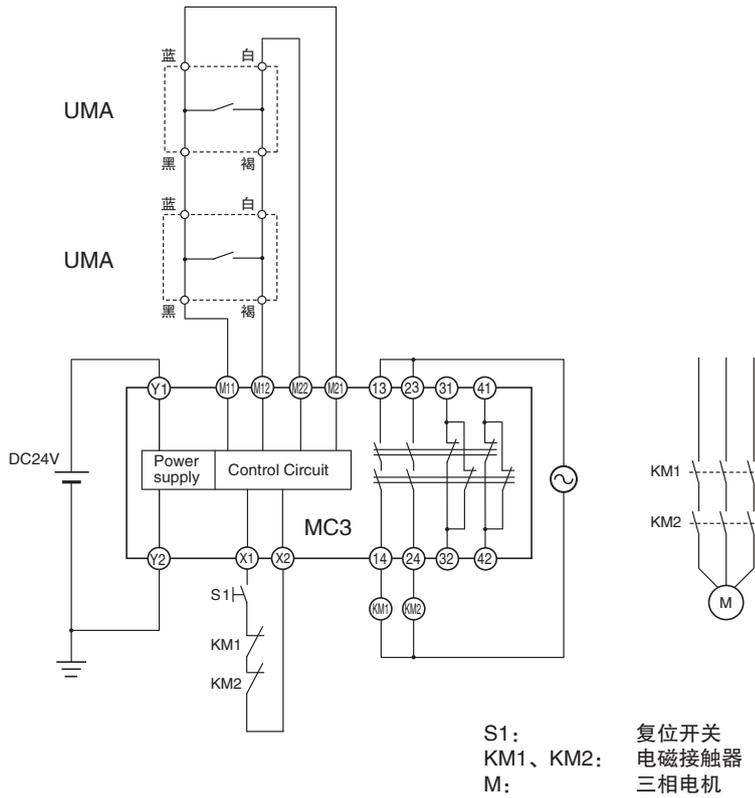 蓝 白
UMA
黑 褐
蓝 白
UMA
黑 褐
Y1 M11 M12 M22 M21 13 23 31 41
DC24V
Power
supply
Control Circuit
KM1
MC3
KM2
Y2 X1 X2 14 24 32 42
S1
KM1 KM2
M
KM1
KM2
S1： 复位开关
KM1、KM2： 电磁接触器
M： 三相电机